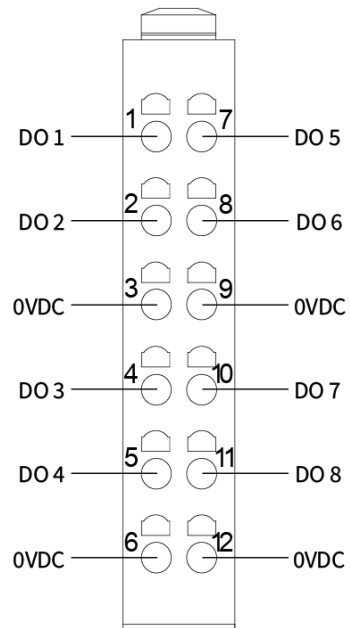 DO 1 1 7 DO 5
DO 2 2 8 DO 6
0VDC 3 9 0VDC
DO 3 4 10 DO 7
DO 4 5 11 DO 8
0VDC 6 12 0VDC